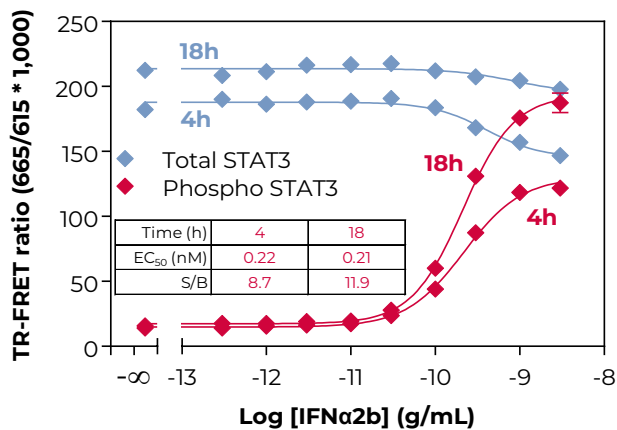 TR-FRET ratio (665/615 * 1,000)
250
200
150
100
50
0
18h
4h
Total STAT3
Phospho STAT3
18h
4h
Time (h) 4 18
EC₅₀ (nM) 0.22 0.21
S/B 8.7 11.9
-∞ -13 -12 -11 -10 -9 -8
Log [IFNα2b] (g/mL)